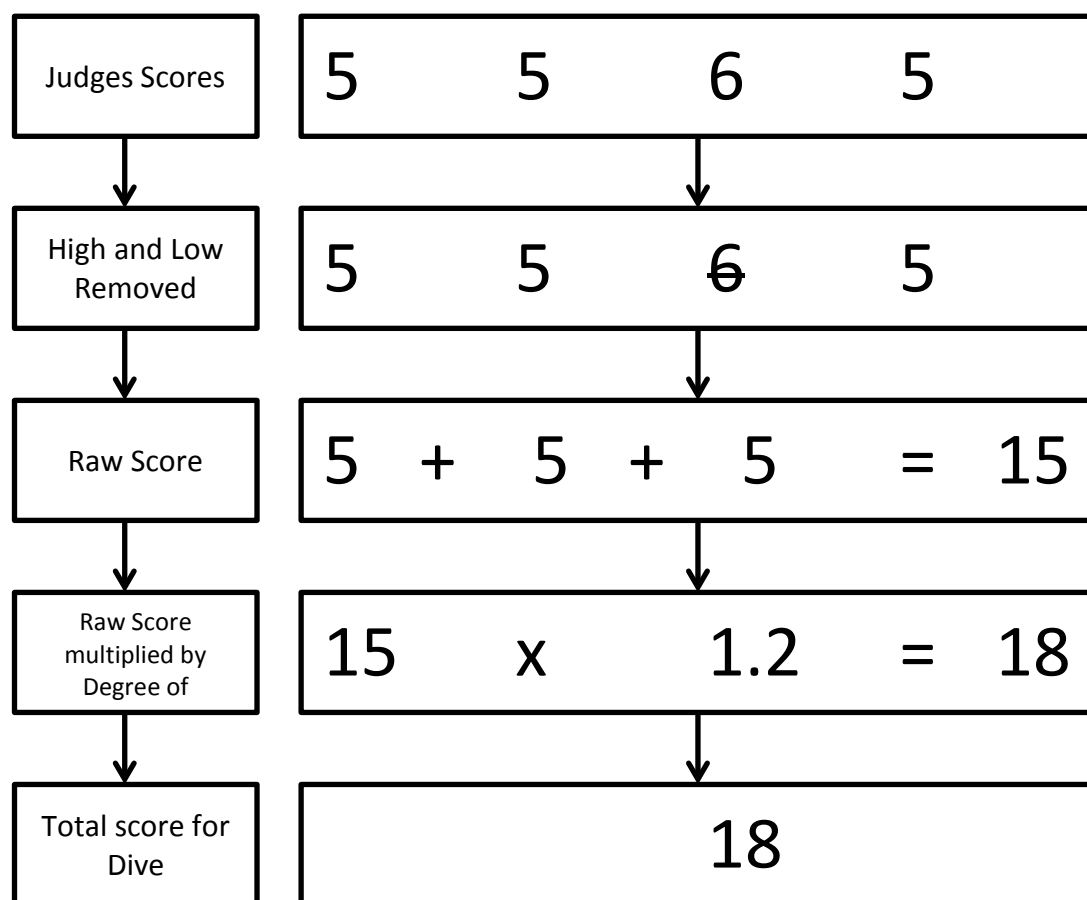 Judges Scores
5 5 6 5
High and Low
Removed
5 5 6 5
Raw Score
5 + 5 + 5 = 15
Raw Score
multiplied by
Degree of
15 x 1.2 = 18
Total score for
Dive
18